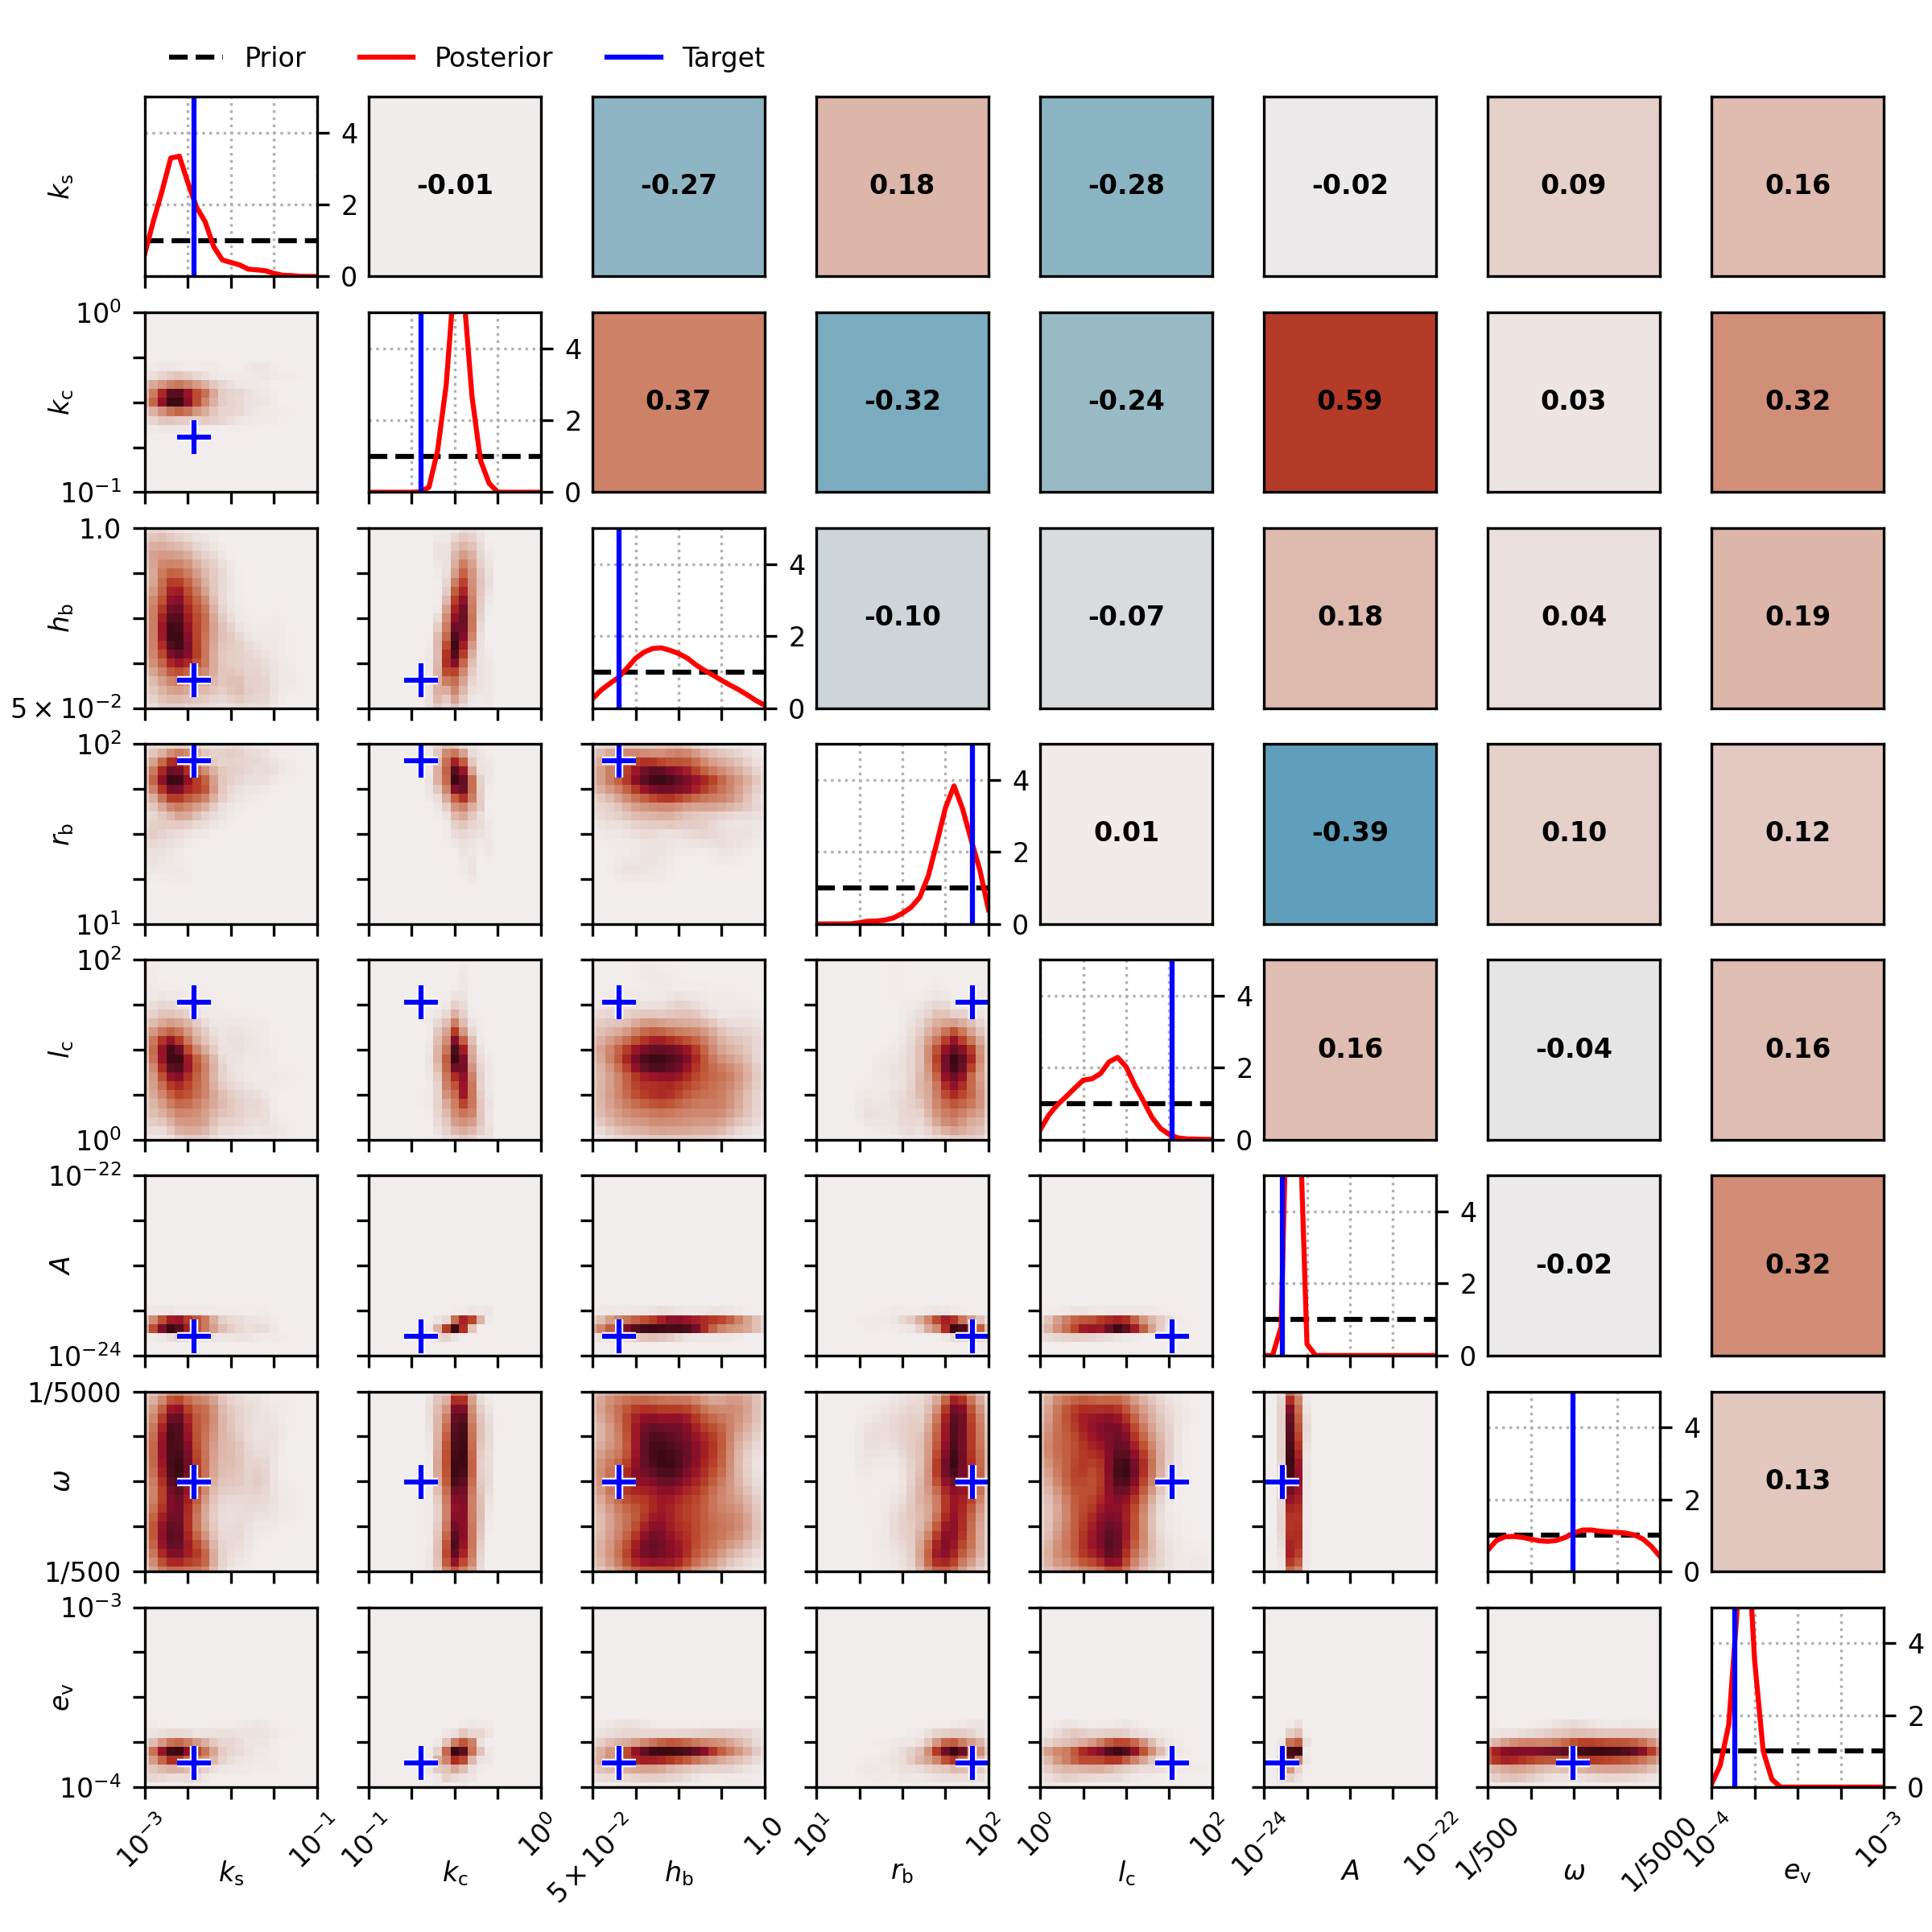 Prior Posterior Target
k_s 4 2 0 -0.01 -0.27 0.18 -0.28 -0.02 0.09 0.16
k_c 10^0 10^-1 4 2 0 0.37 -0.32 -0.24 0.59 0.03 0.32
h_b 1.0 5 × 10^-2 4 2 0 -0.10 -0.07 0.18 0.04 0.19
r_b 10^2 10^1 4 2 0 0.01 -0.39 0.10 0.12
l_c 10^2 10^0 4 2 0 0.16 -0.04 0.16
A 10^-22 10^-24 4 2 0 -0.02 0.32
ω 1/5000 1/500 4 2 0 0.13
e_v 10^-3 10^-4 4 2 0
10^-3 10^-1 10^-1 10^0 5 × 10^-2 1.0 10^1 10^2 10^0 10^2 10^-24 10^-22 1/500 1/5000 10^-4 10^-3
k_s k_c h_b r_b l_c A ω e_v